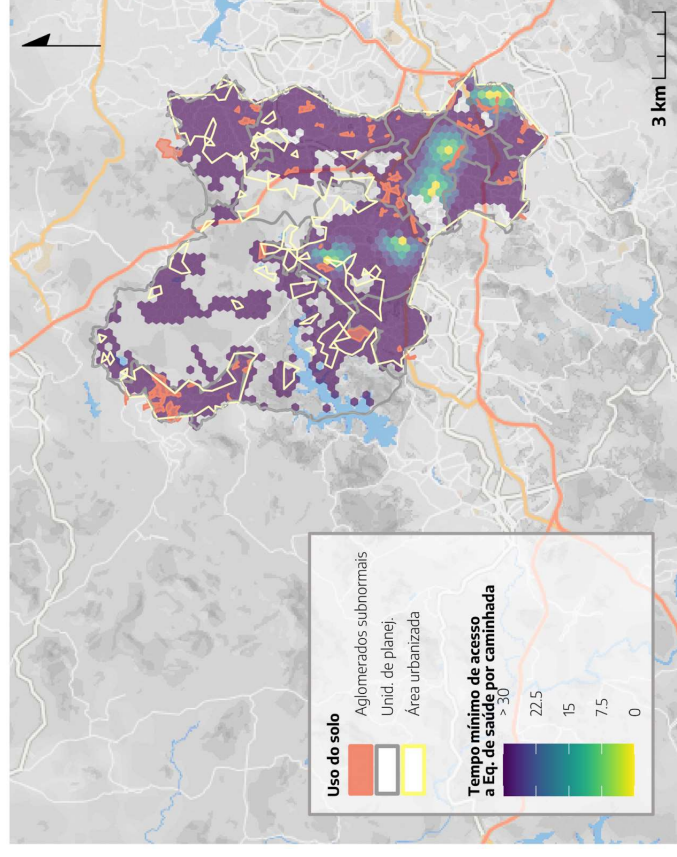 Uso do solo
Aglomerados subnormais
Unid. de planej.
Área urbanizada
Tempo mínimo de acesso
a Eq. de saúde por caminhada
> 30
22.5
15
7.5
0
3 km